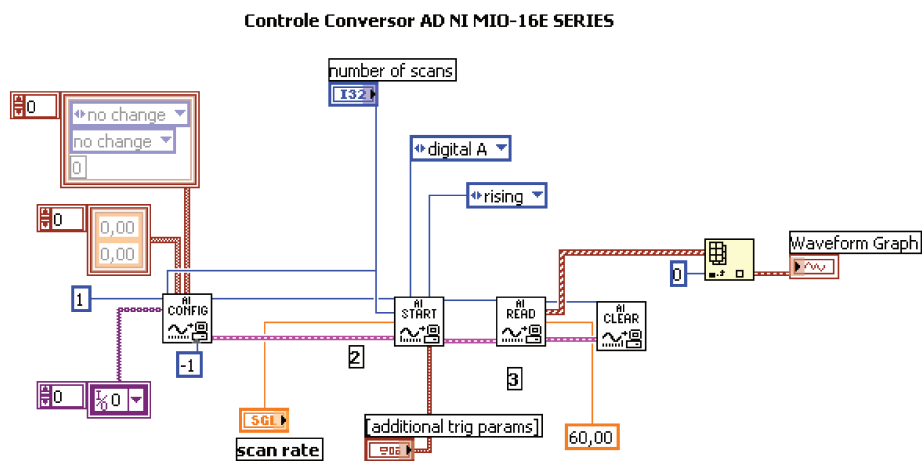 Controle Conversor AD NI MIO-16E SERIES
number of scans
I32
0
no change
no change
0
digital A
rising
0
0,00
0,00
Waveform Graph
0
1
AI
CONFIG
AI
START
AI
READ
AI
CLEAR
-1
2
3
0
I/O 0
SGL
scan rate
[additional trig params]
60,00